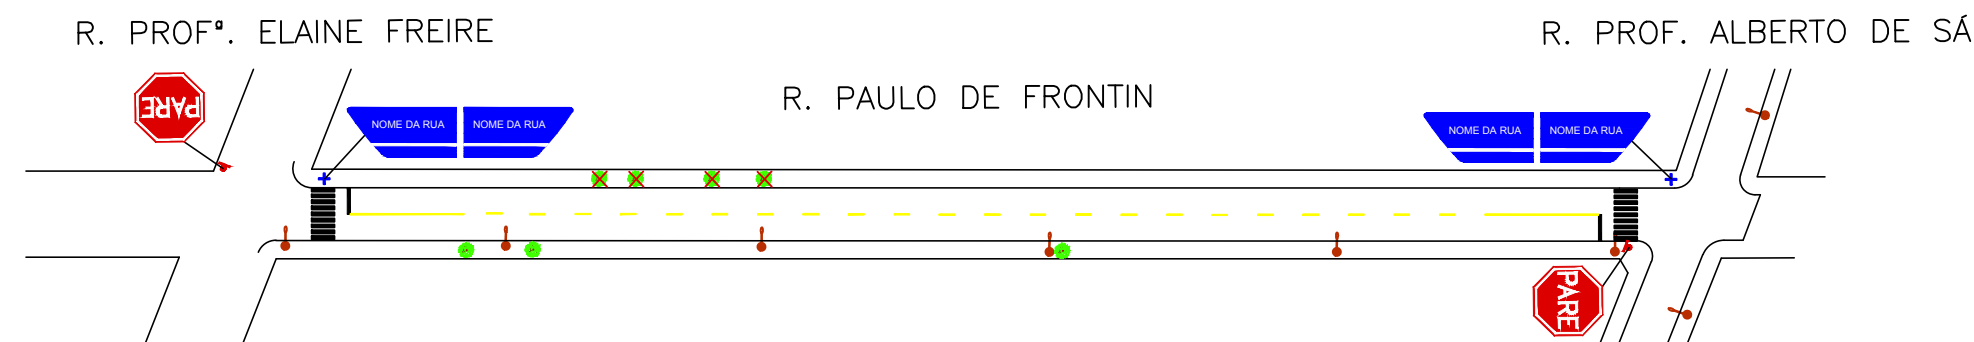 R. PROFª. ELAINE FREIRE
R. PROF. ALBERTO DE SÁ
R. PAULO DE FRONTIN
PARE
NOME DA RUA NOME DA RUA
NOME DA RUA NOME DA RUA
PARE